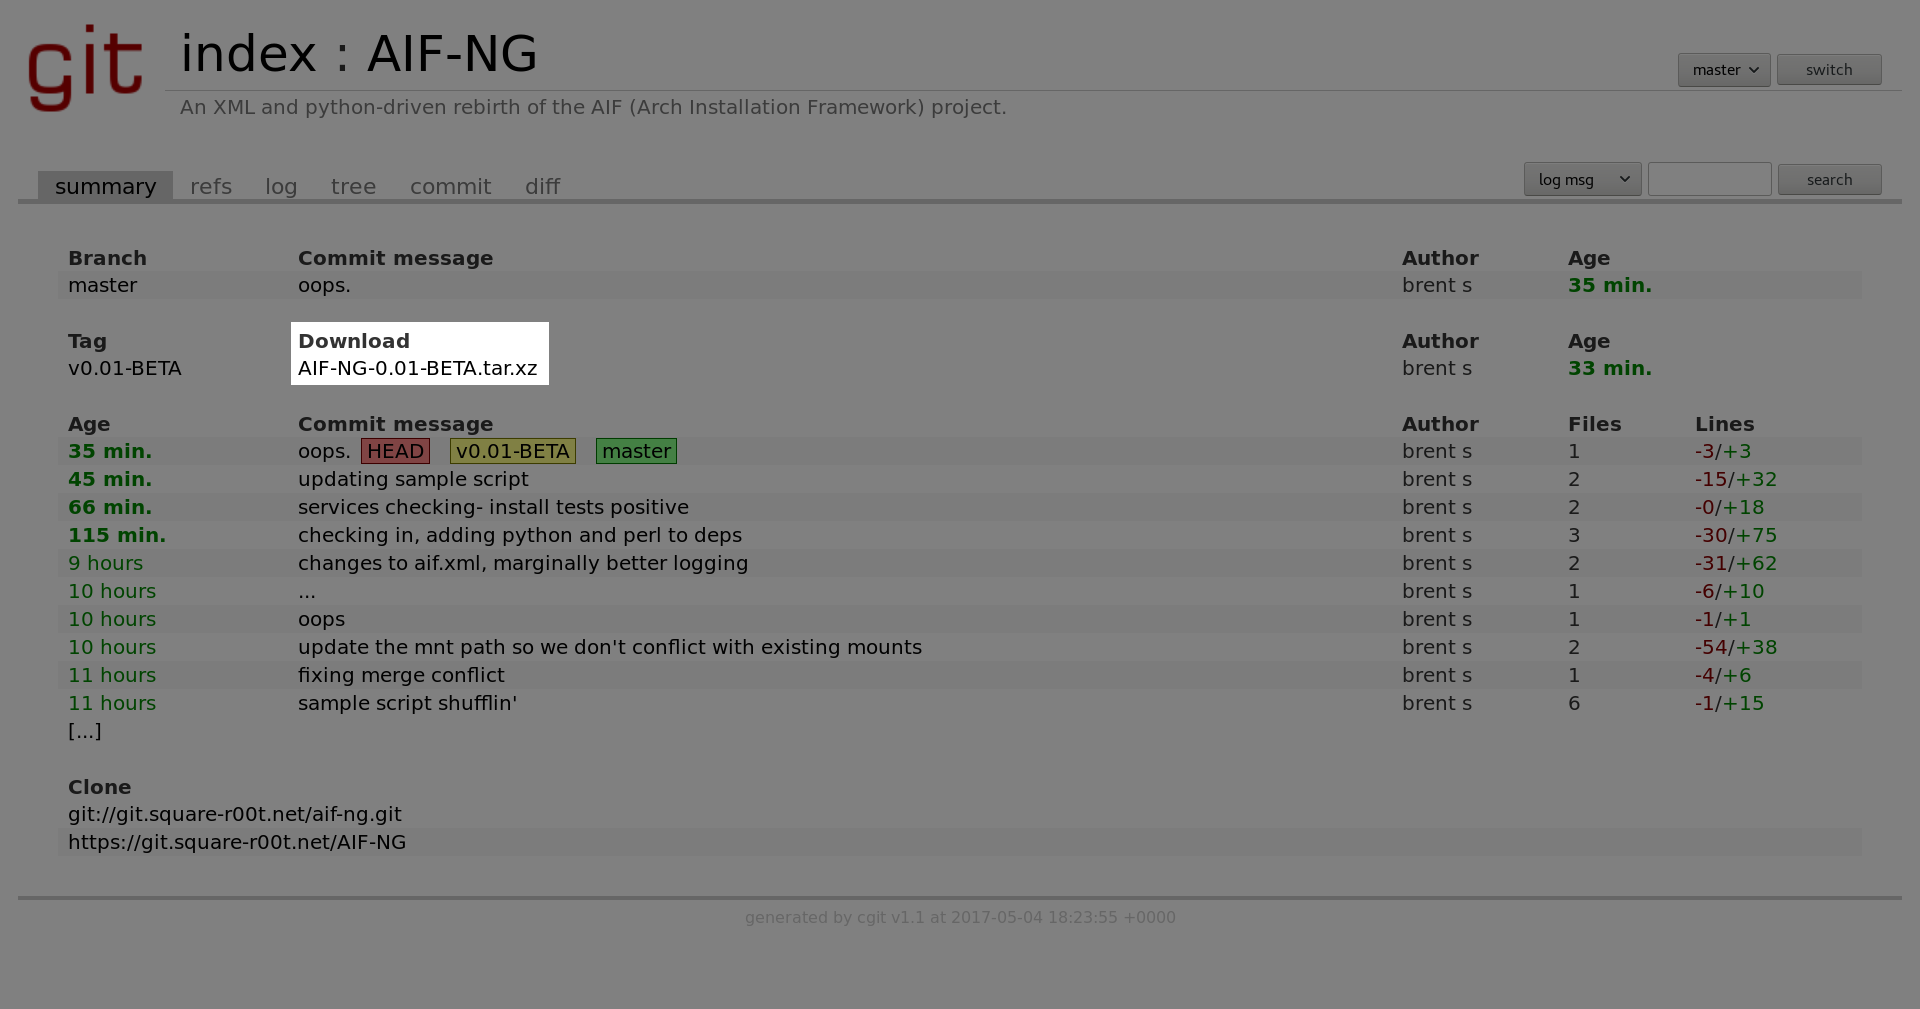 git
index : AIF-NG
master switch
An XML and python-driven rebirth of the AIF (Arch Installation Framework) project.
summary refs log tree commit diff log msg search
Branch Commit message Author Age
master oops. brent s 35 min.
Tag Download Author Age
v0.01-BETA AIF-NG-0.01-BETA.tar.xz brent s 33 min.
Age Commit message Author Files Lines
35 min. oops. HEAD v0.01-BETA master brent s 1 -3/+3
45 min. updating sample script brent s 2 -15/+32
66 min. services checking- install tests positive brent s 2 -0/+18
115 min. checking in, adding python and perl to deps brent s 3 -30/+75
9 hours changes to aif.xml, marginally better logging brent s 2 -31/+62
10 hours ... brent s 1 -6/+10
10 hours oops brent s 1 -1/+1
10 hours update the mnt path so we don't conflict with existing mounts brent s 2 -54/+38
11 hours fixing merge conflict brent s 1 -4/+6
11 hours sample script shufflin' brent s 6 -1/+15
[...]
Clone
git://git.square-r00t.net/aif-ng.git
https://git.square-r00t.net/AIF-NG
generated by cgit v1.1 at 2017-05-04 18:23:55 +0000